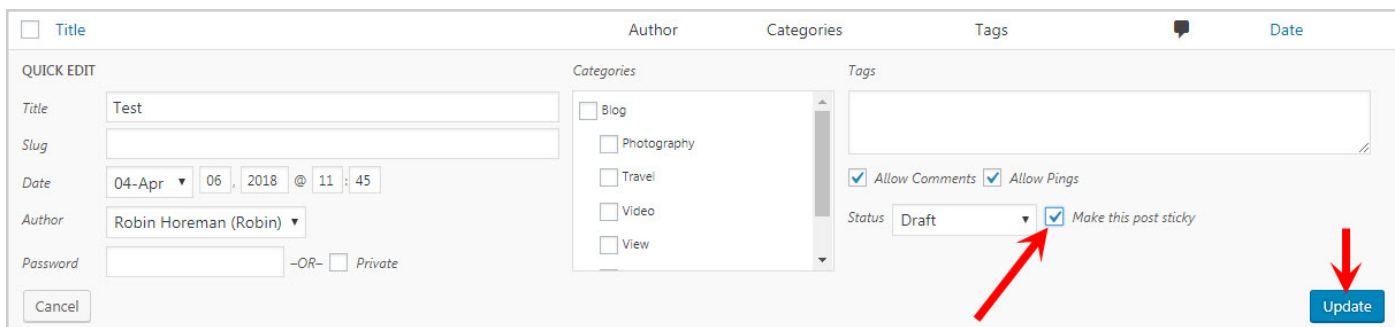 Title Author Categories Tags Date
QUICK EDIT Categories Tags
Title Test Blog
Slug Photography
Date 04-Apr 06 , 2018 @ 11 : 45 Travel Allow Comments Allow Pings
Author Robin Horeman (Robin) Video Status Draft Make this post sticky
View
Password –OR– Private
Cancel Update